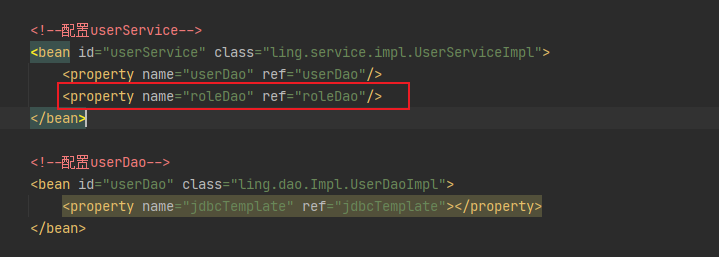 <!--配置userService-->
<bean id="userService" class="ling.service.impl.UserServiceImpl">
<property name="userDao" ref="userDao"/>
<property name="roleDao" ref="roleDao"/>
</bean>
<!--配置userDao-->
<bean id="userDao" class="ling.dao.Impl.UserDaoImpl">
<property name="jdbcTemplate" ref="jdbcTemplate"></property>
</bean>